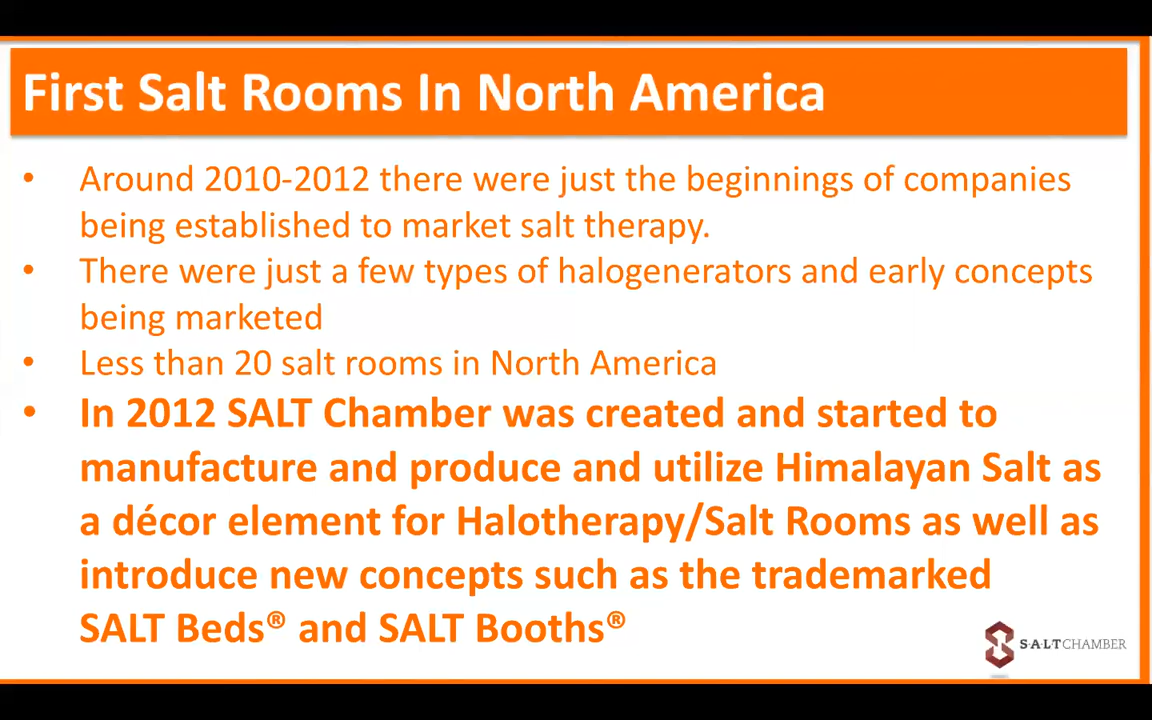 First Salt Rooms In North America
• Around 2010-2012 there were just the beginnings of companies
being established to market salt therapy.
• There were just a few types of halogenerators and early concepts
being marketed
• Less than 20 salt rooms in North America
• In 2012 SALT Chamber was created and started to
manufacture and produce and utilize Himalayan Salt as
a décor element for Halotherapy/Salt Rooms as well as
introduce new concepts such as the trademarked
SALT Beds® and SALT Booths®
S·A·L·TCHAMBER